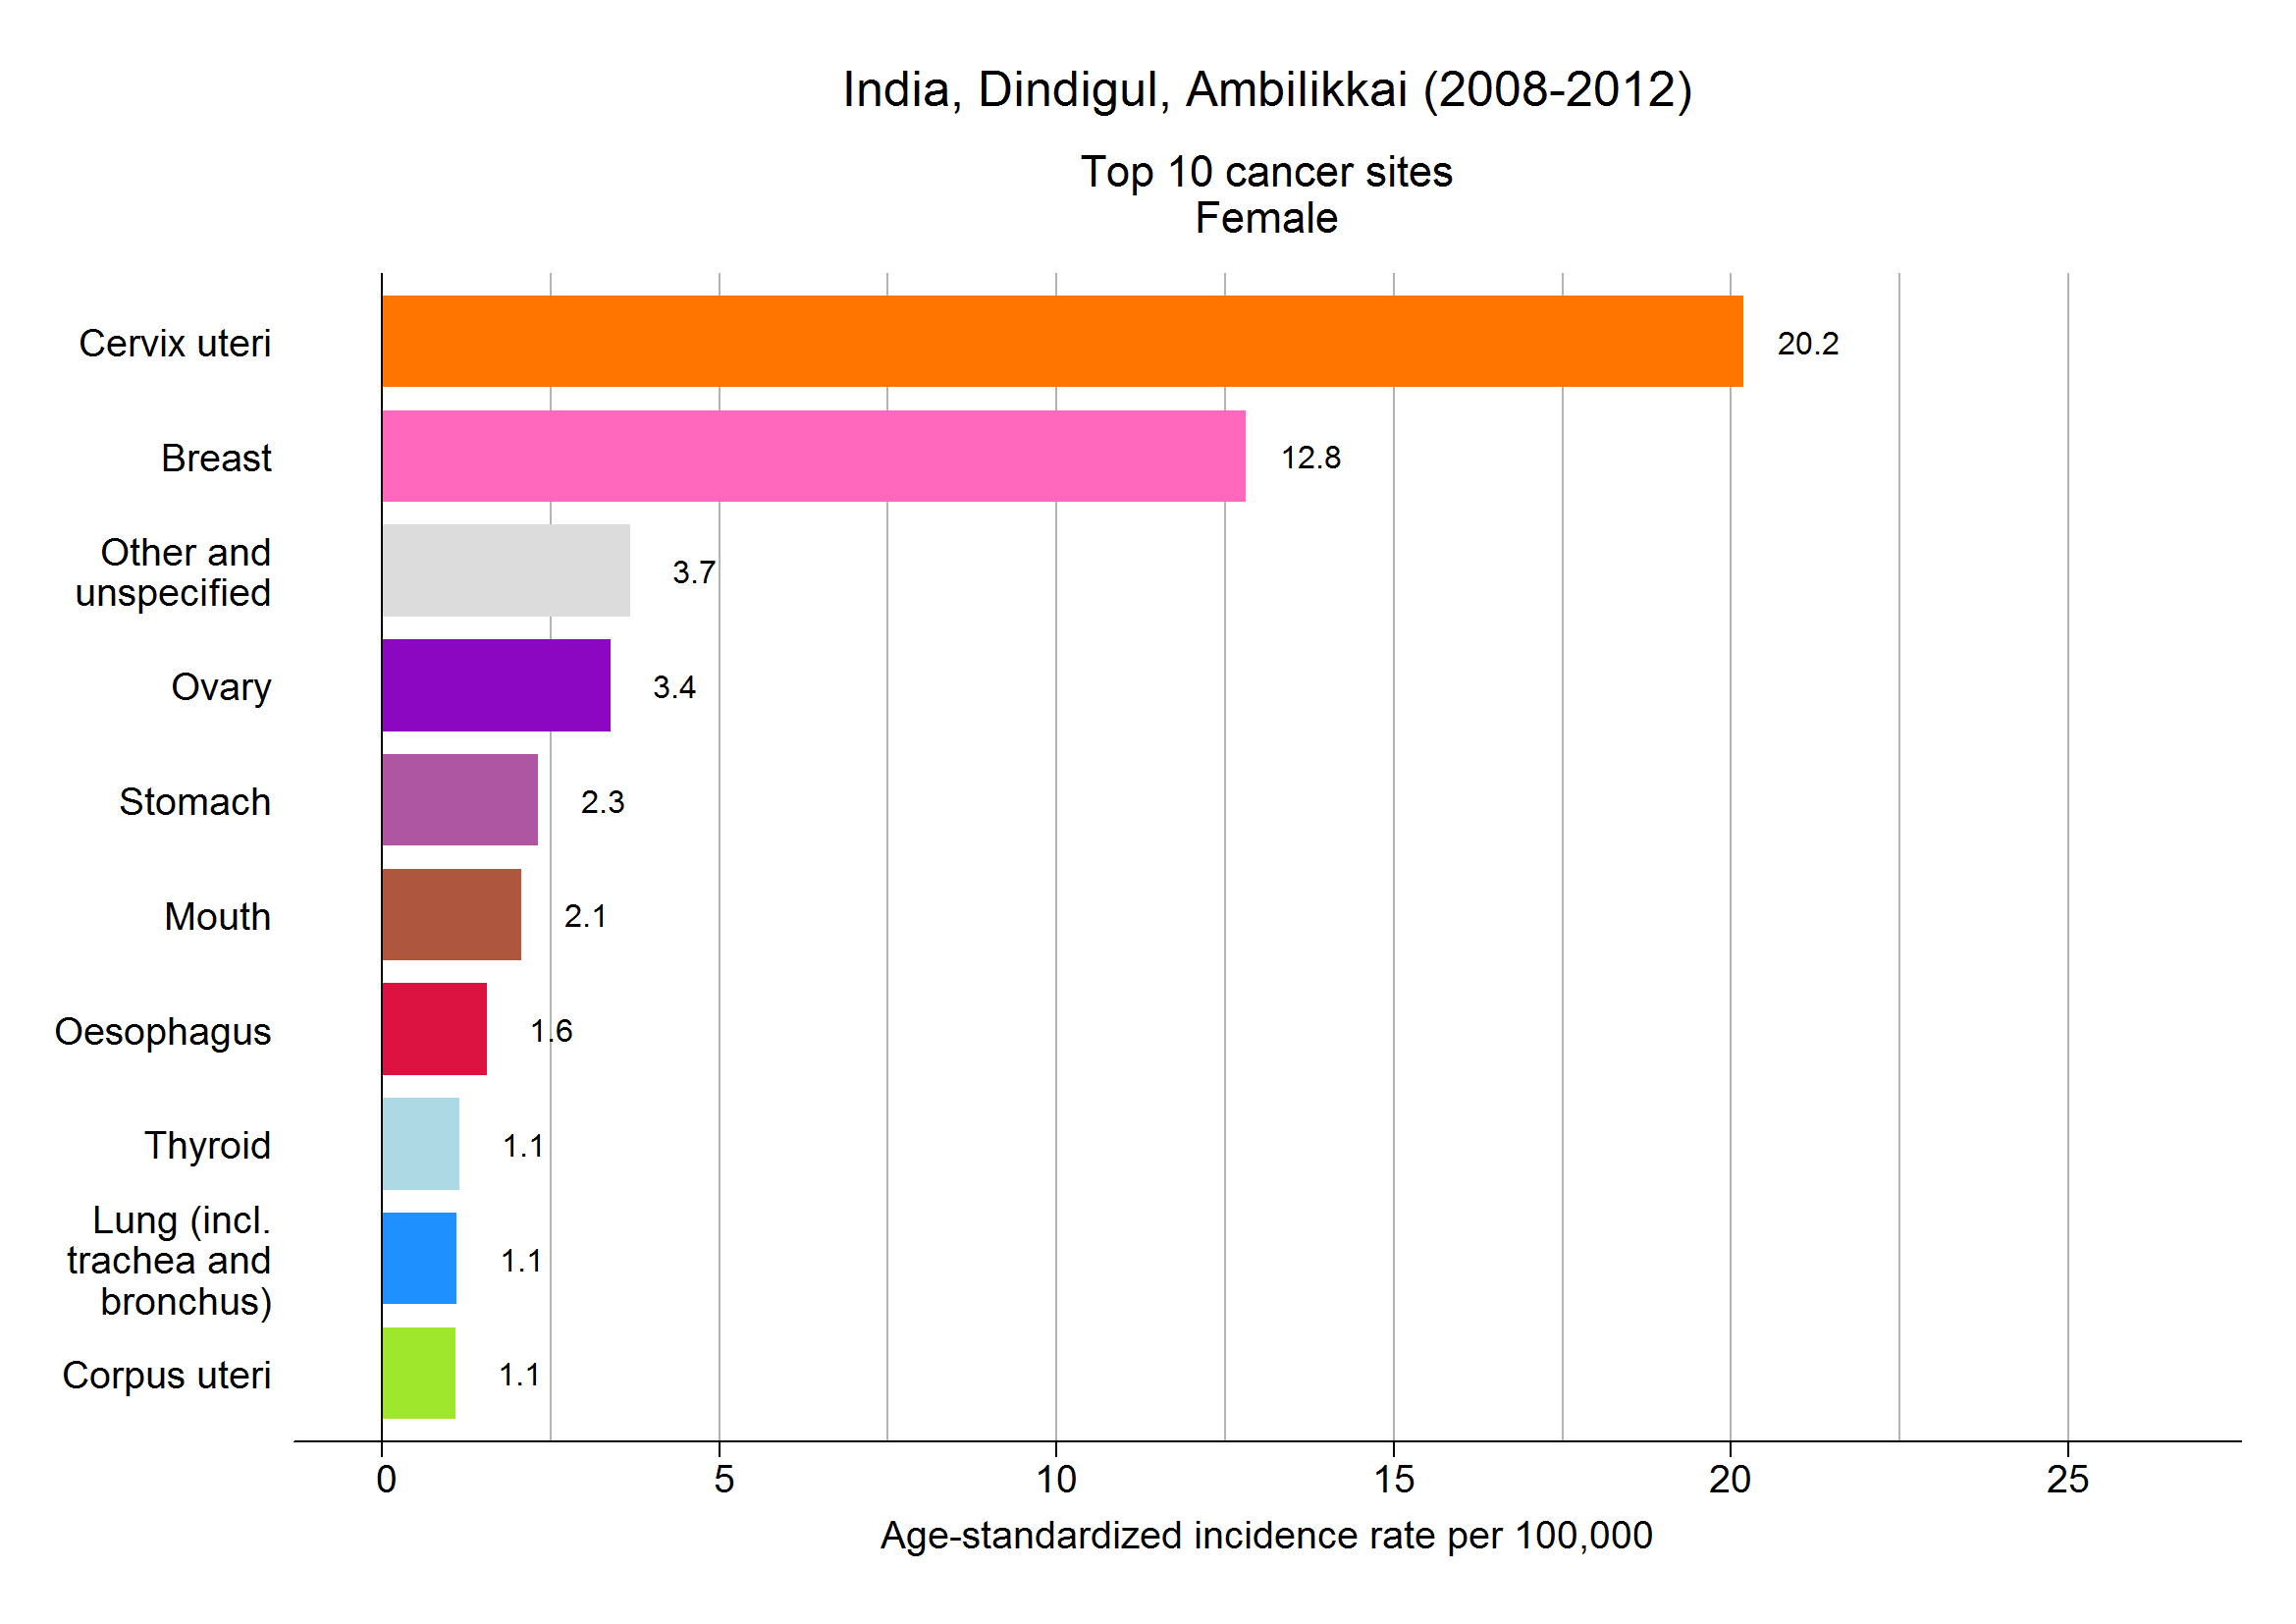 India, Dindigul, Ambilikkai (2008-2012)
Top 10 cancer sites
Female
Cervix uteri
20.2
Breast
12.8
Other and
unspecified
3.7
Ovary
3.4
Stomach
2.3
Mouth
2.1
Oesophagus
1.6
Thyroid
1.1
Lung (incl.
trachea and
bronchus)
1.1
Corpus uteri
1.1
0 5 10 15 20 25
Age-standardized incidence rate per 100,000